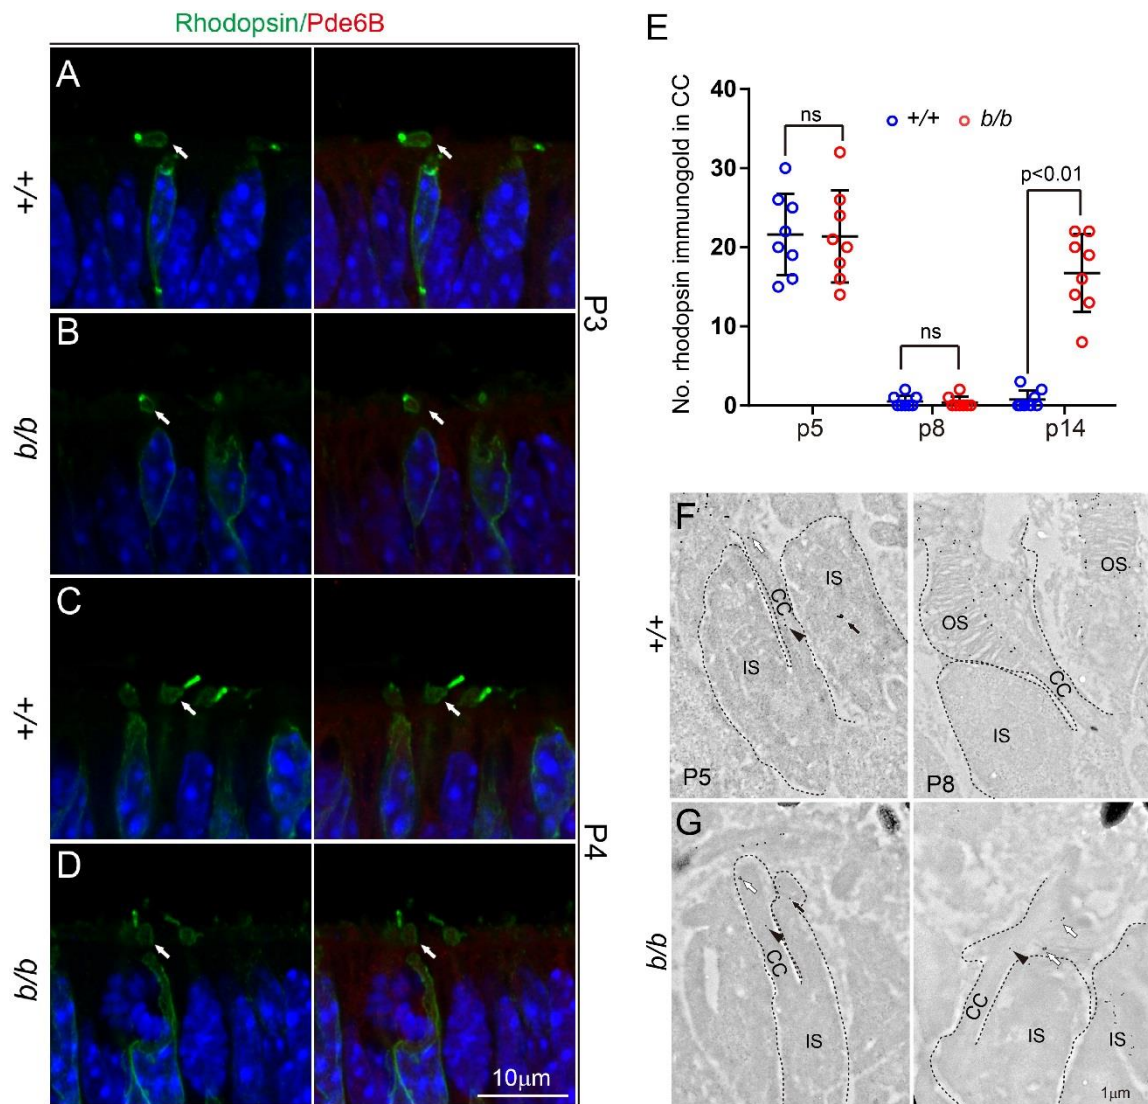 Rhodopsin/Pde6B
A
+/+
B
b/b
P3
C
+/+
D
b/b
P4
10μm
E
No. rhodopsin immunogold in CC
40
30
20
10
0
+/+ b/b
ns
ns
p<0.01
p5 p8 p14
F
+/+
IS
CC
IS
P5
OS
OS
CC
IS
P8
G
b/b
CC
IS
CC
IS
IS
1μm